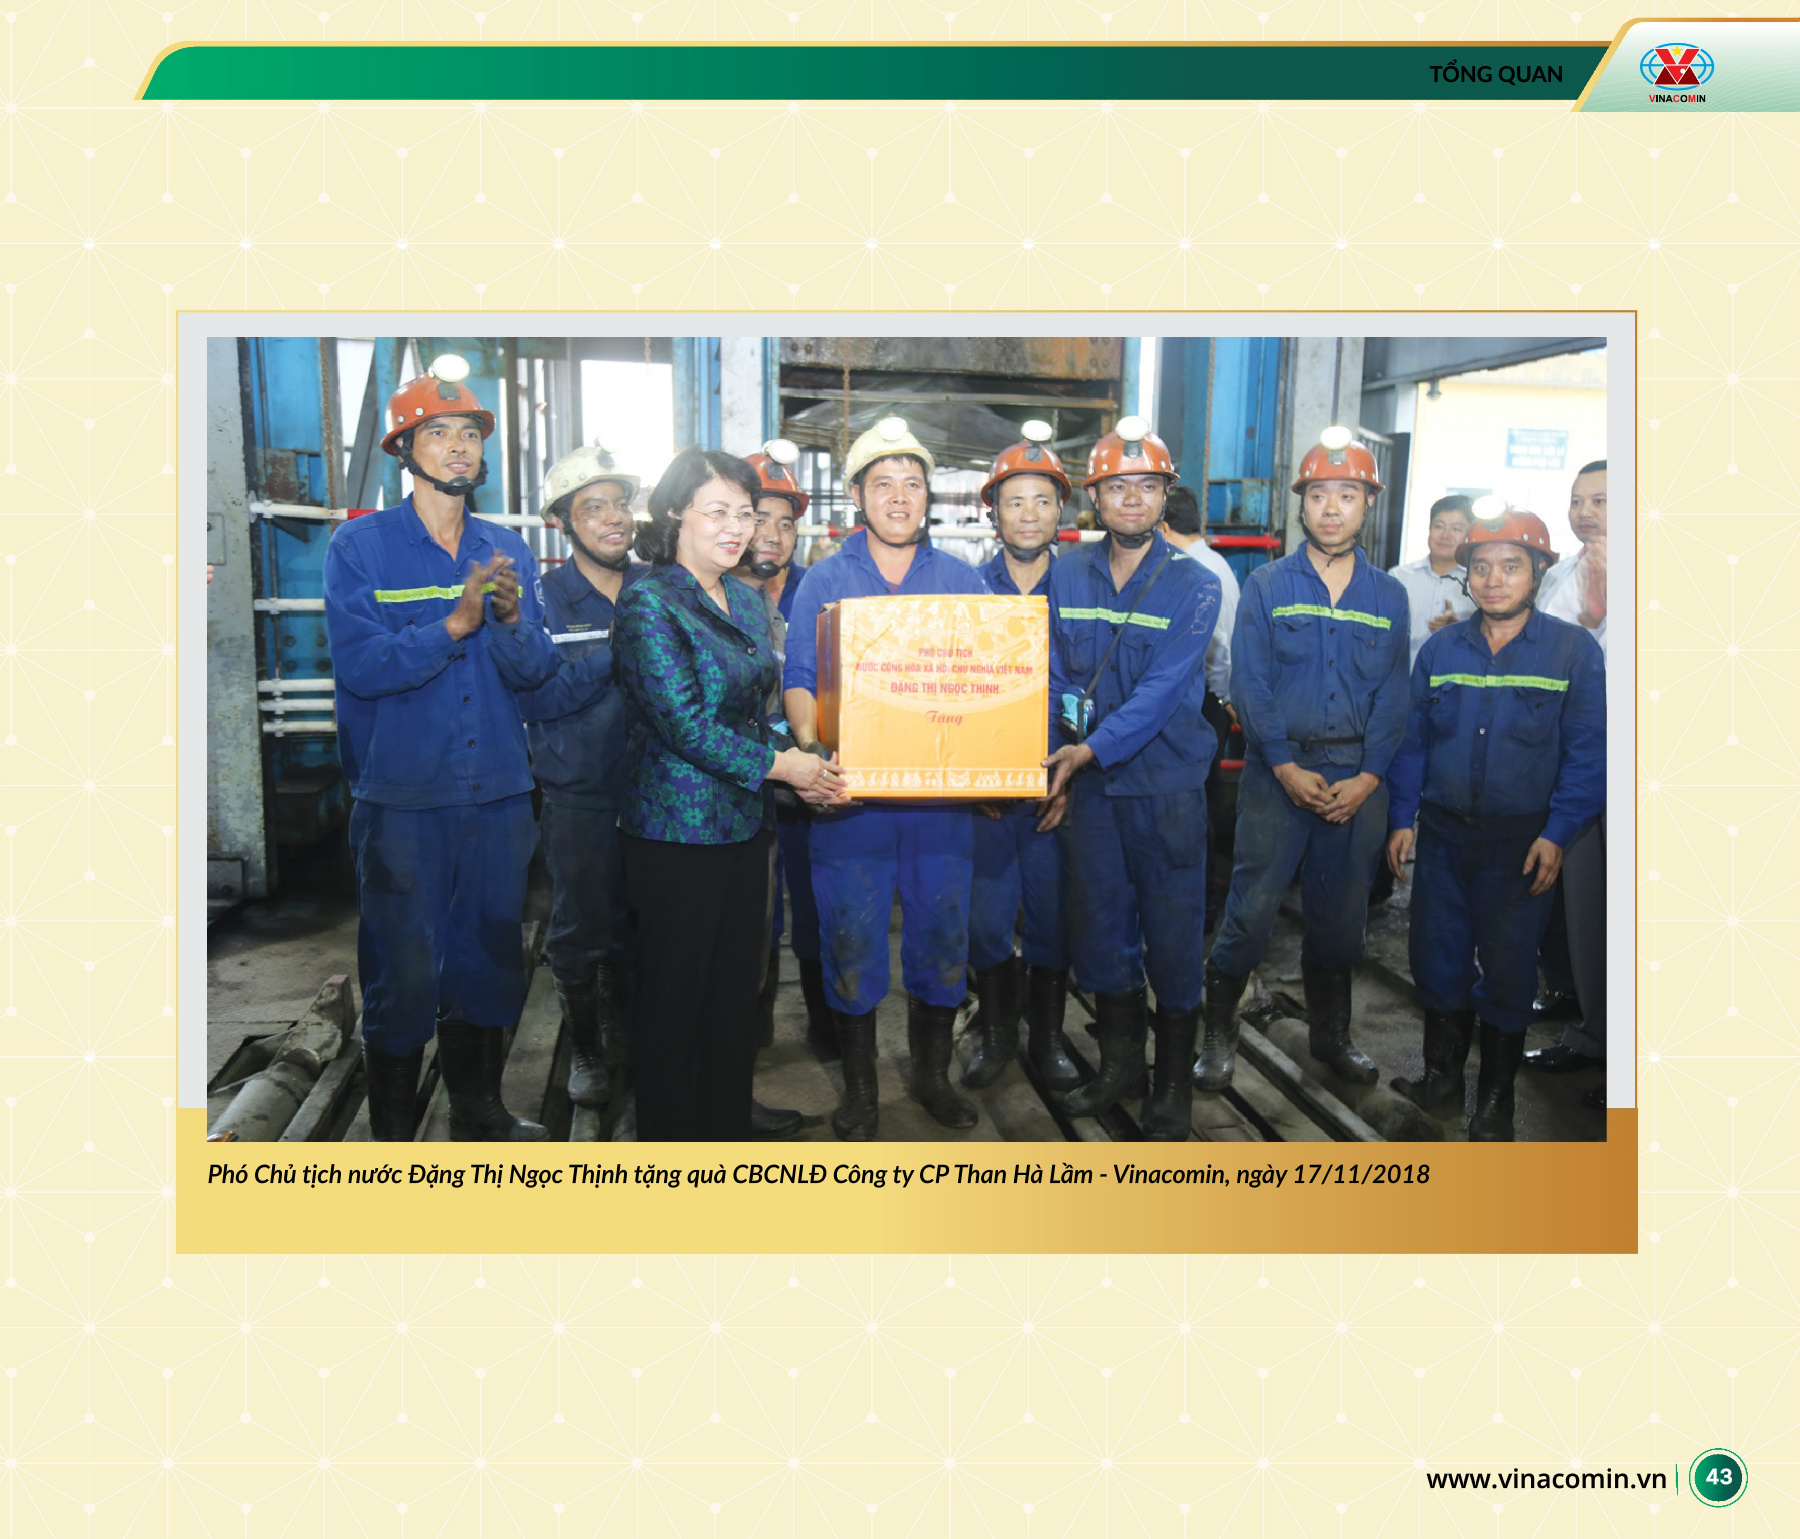 TỔNG QUAN
VINACOMIN
PHÓ CHỦ TỊCH
NƯỚC CỘNG HÒA XÃ HỘI CHỦ NGHĨA VIỆT NAM
ĐẶNG THỊ NGỌC THỊNH
Tặng
Phó Chủ tịch nước Đặng Thị Ngọc Thịnh tặng quà CBCNLĐ Công ty CP Than Hà Lầm - Vinacomin, ngày 17/11/2018
www.vinacomin.vn
43